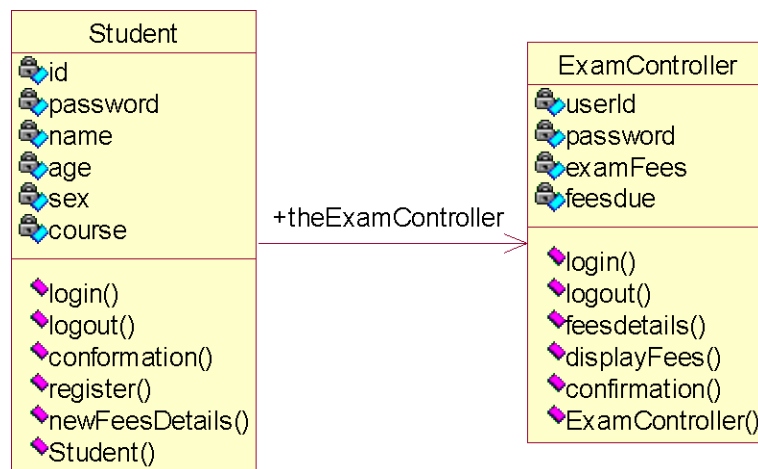 Student
id
password
name
age
sex
course
login()
logout()
conformation()
register()
newFeesDetails()
Student()
+theExamController
ExamController
userId
password
examFees
feesdue
login()
logout()
feesdetails()
displayFees()
confirmation()
ExamController()